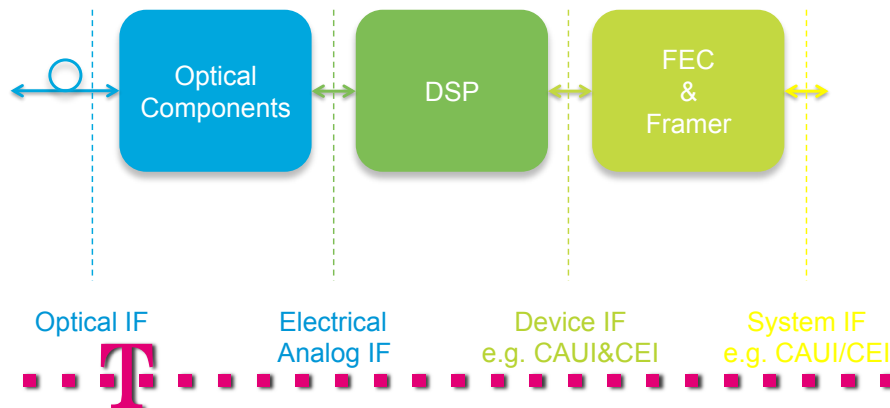 Optical
Components
DSP
FEC
&
Framer
Optical IF
Electrical
Analog IF
Device IF
e.g. CAUI&CEI
System IF
e.g. CAUI/CEI
T